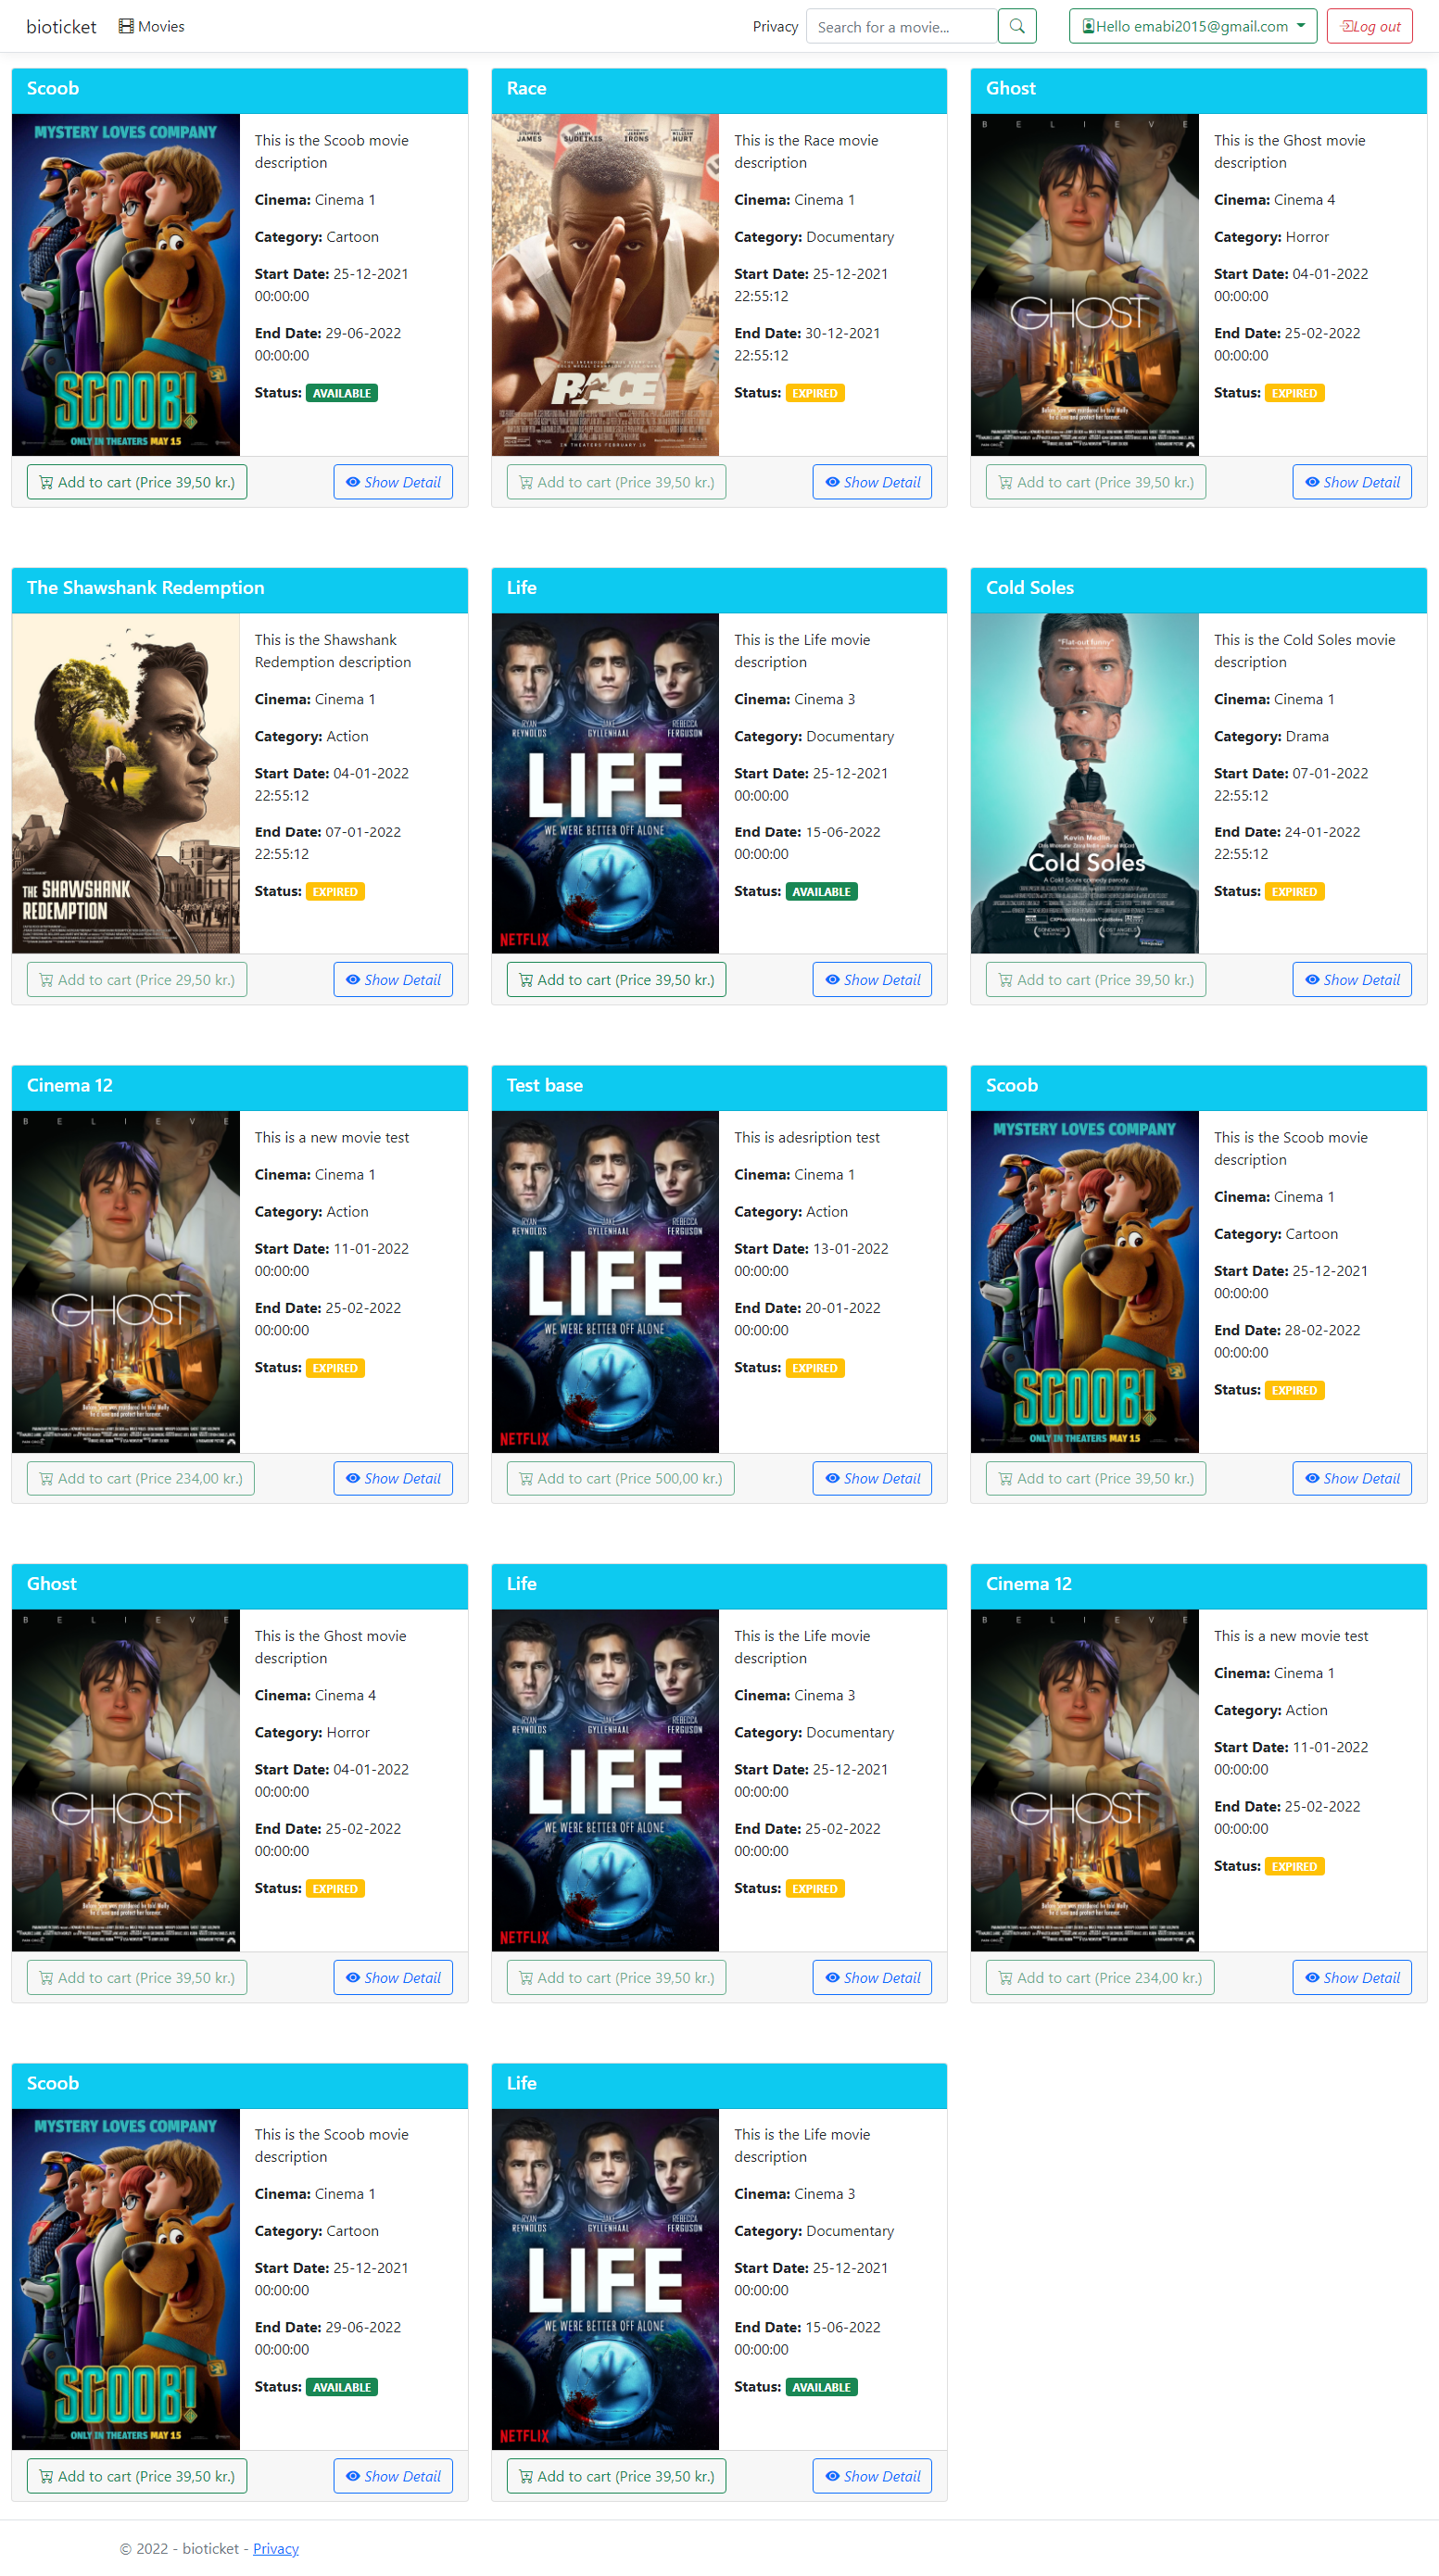 bioticket Movies Privacy Search for a movie... Hello emabi2015@gmail.com Log out
Scoob
MYSTERY LOVES COMPANY
SCOOB!
ONLY IN THEATERS MAY 15
This is the Scoob movie
description
Cinema: Cinema 1
Category: Cartoon
Start Date: 25-12-2021
00:00:00
End Date: 29-06-2022
00:00:00
Status: AVAILABLE
Add to cart (Price 39,50 kr.) Show Detail
Race
JAMES SUDEIKIS IRONS HURT
RACE
IN THEATERS FEBRUARY 19
This is the Race movie
description
Cinema: Cinema 1
Category: Documentary
Start Date: 25-12-2021
22:55:12
End Date: 30-12-2021
22:55:12
Status: EXPIRED
Add to cart (Price 39,50 kr.) Show Detail
Ghost
BELIEVE
GHOST
This is the Ghost movie
description
Cinema: Cinema 4
Category: Horror
Start Date: 04-01-2022
00:00:00
End Date: 25-02-2022
00:00:00
Status: EXPIRED
Add to cart (Price 39,50 kr.) Show Detail
The Shawshank Redemption
THE SHAWSHANK
REDEMPTION
This is the Shawshank
Redemption description
Cinema: Cinema 1
Category: Action
Start Date: 04-01-2022
22:55:12
End Date: 07-01-2022
22:55:12
Status: EXPIRED
Add to cart (Price 29,50 kr.) Show Detail
Life
RYAN REYNOLDS JAKE GYLLENHAAL REBECCA FERGUSON
LIFE
WE WERE BETTER OFF ALONE
NETFLIX
This is the Life movie
description
Cinema: Cinema 3
Category: Documentary
Start Date: 25-12-2021
00:00:00
End Date: 15-06-2022
00:00:00
Status: AVAILABLE
Add to cart (Price 39,50 kr.) Show Detail
Cold Soles
"Flat-out funny"
Kevin Medlin
Cold Soles
A Cold Souls comedy parody.
This is the Cold Soles movie
description
Cinema: Cinema 1
Category: Drama
Start Date: 07-01-2022
22:55:12
End Date: 24-01-2022
22:55:12
Status: EXPIRED
Add to cart (Price 39,50 kr.) Show Detail
Cinema 12
BELIEVE
GHOST
This is a new movie test
Cinema: Cinema 1
Category: Action
Start Date: 11-01-2022
00:00:00
End Date: 25-02-2022
00:00:00
Status: EXPIRED
Add to cart (Price 234,00 kr.) Show Detail
Test base
RYAN REYNOLDS JAKE GYLLENHAAL REBECCA FERGUSON
LIFE
WE WERE BETTER OFF ALONE
NETFLIX
This is adesription test
Cinema: Cinema 1
Category: Action
Start Date: 13-01-2022
00:00:00
End Date: 20-01-2022
00:00:00
Status: EXPIRED
Add to cart (Price 500,00 kr.) Show Detail
Scoob
MYSTERY LOVES COMPANY
SCOOB!
ONLY IN THEATERS MAY 15
This is the Scoob movie
description
Cinema: Cinema 1
Category: Cartoon
Start Date: 25-12-2021
00:00:00
End Date: 28-02-2022
00:00:00
Status: EXPIRED
Add to cart (Price 39,50 kr.) Show Detail
Ghost
BELIEVE
GHOST
This is the Ghost movie
description
Cinema: Cinema 4
Category: Horror
Start Date: 04-01-2022
00:00:00
End Date: 25-02-2022
00:00:00
Status: EXPIRED
Add to cart (Price 39,50 kr.) Show Detail
Life
RYAN REYNOLDS JAKE GYLLENHAAL REBECCA FERGUSON
LIFE
WE WERE BETTER OFF ALONE
NETFLIX
This is the Life movie
description
Cinema: Cinema 3
Category: Documentary
Start Date: 25-12-2021
00:00:00
End Date: 25-02-2022
00:00:00
Status: EXPIRED
Add to cart (Price 39,50 kr.) Show Detail
Cinema 12
BELIEVE
GHOST
This is a new movie test
Cinema: Cinema 1
Category: Action
Start Date: 11-01-2022
00:00:00
End Date: 25-02-2022
00:00:00
Status: EXPIRED
Add to cart (Price 234,00 kr.) Show Detail
Scoob
MYSTERY LOVES COMPANY
SCOOB!
ONLY IN THEATERS MAY 15
This is the Scoob movie
description
Cinema: Cinema 1
Category: Cartoon
Start Date: 25-12-2021
00:00:00
End Date: 29-06-2022
00:00:00
Status: AVAILABLE
Add to cart (Price 39,50 kr.) Show Detail
Life
RYAN REYNOLDS JAKE GYLLENHAAL REBECCA FERGUSON
LIFE
WE WERE BETTER OFF ALONE
NETFLIX
This is the Life movie
description
Cinema: Cinema 3
Category: Documentary
Start Date: 25-12-2021
00:00:00
End Date: 15-06-2022
00:00:00
Status: AVAILABLE
Add to cart (Price 39,50 kr.) Show Detail
© 2022 - bioticket - Privacy